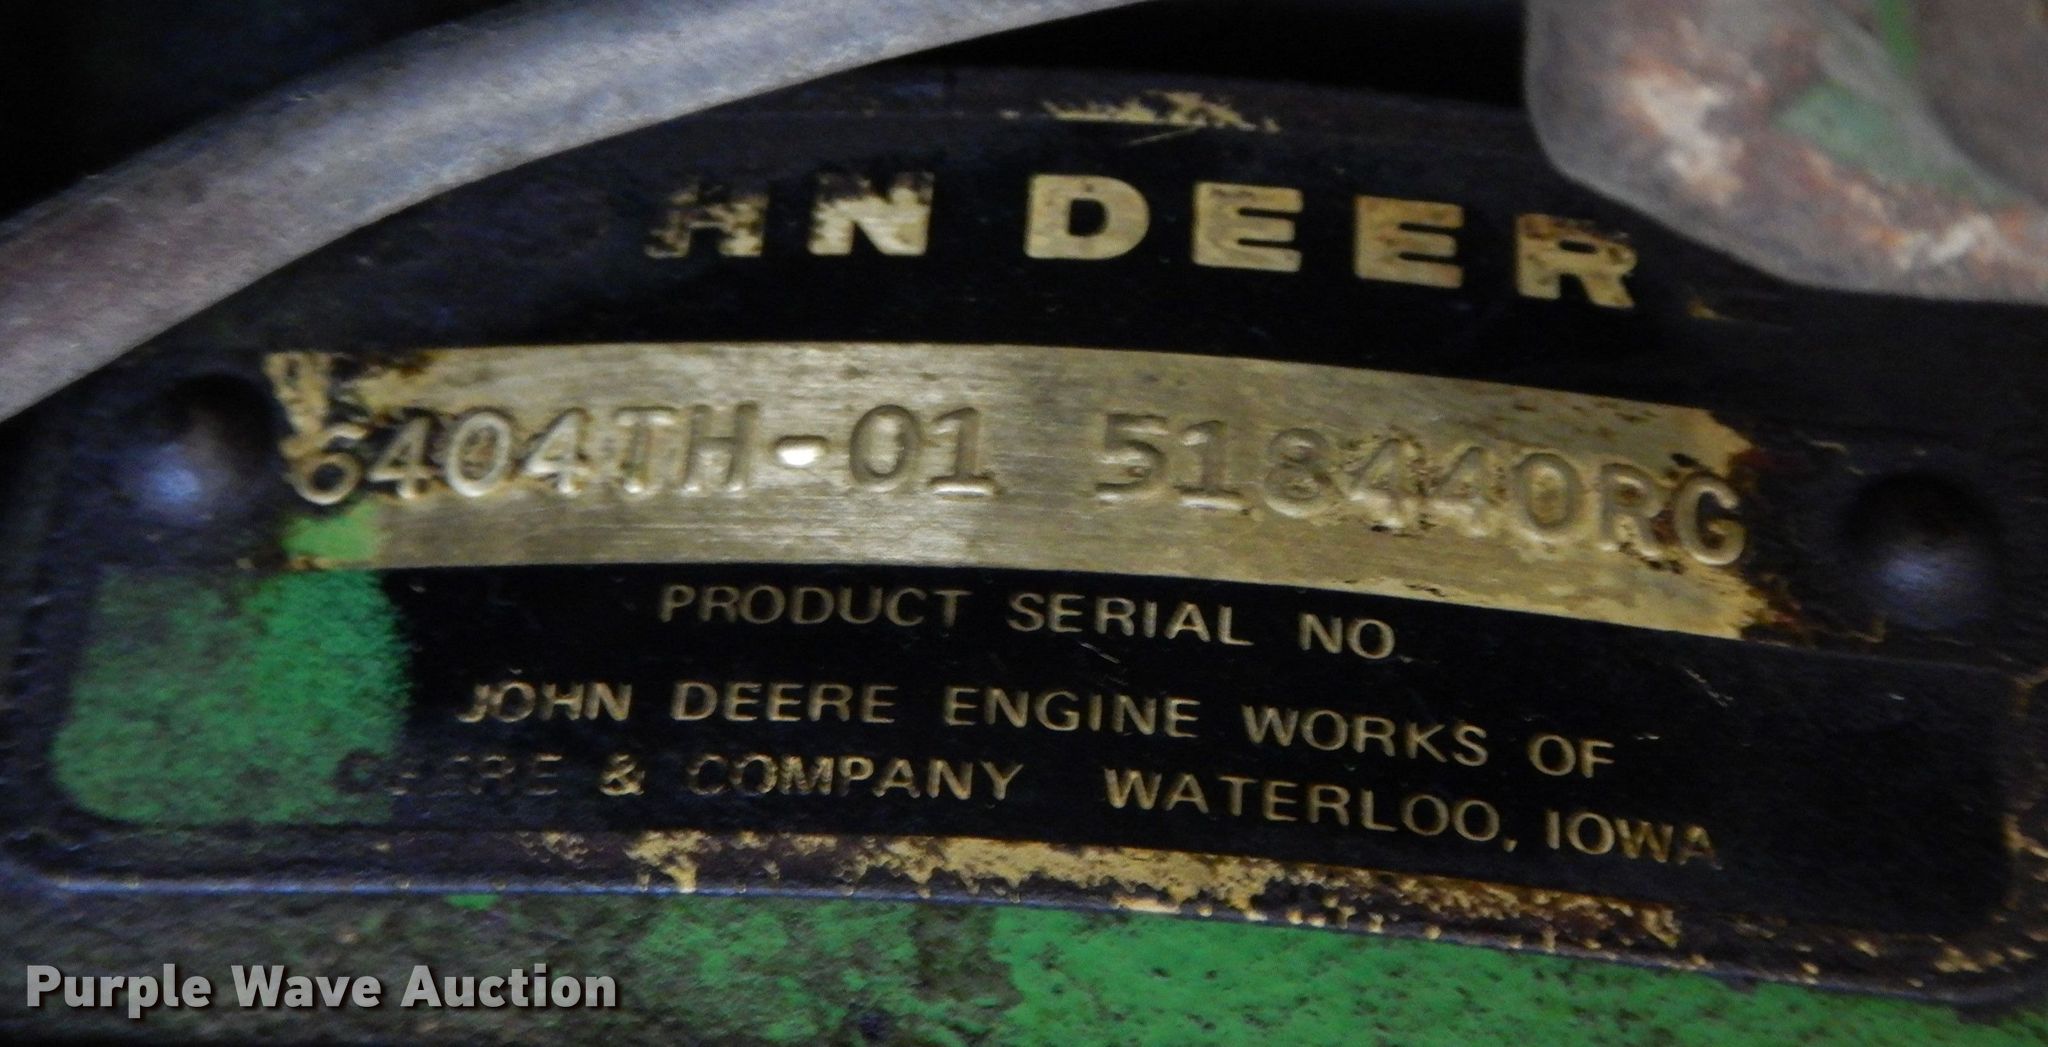 HN DEER
6404TH-01 518440RG
PRODUCT SERIAL NO.
JOHN DEERE ENGINE WORKS OF
DEERE & COMPANY WATERLOO, IOWA
Purple Wave Auction